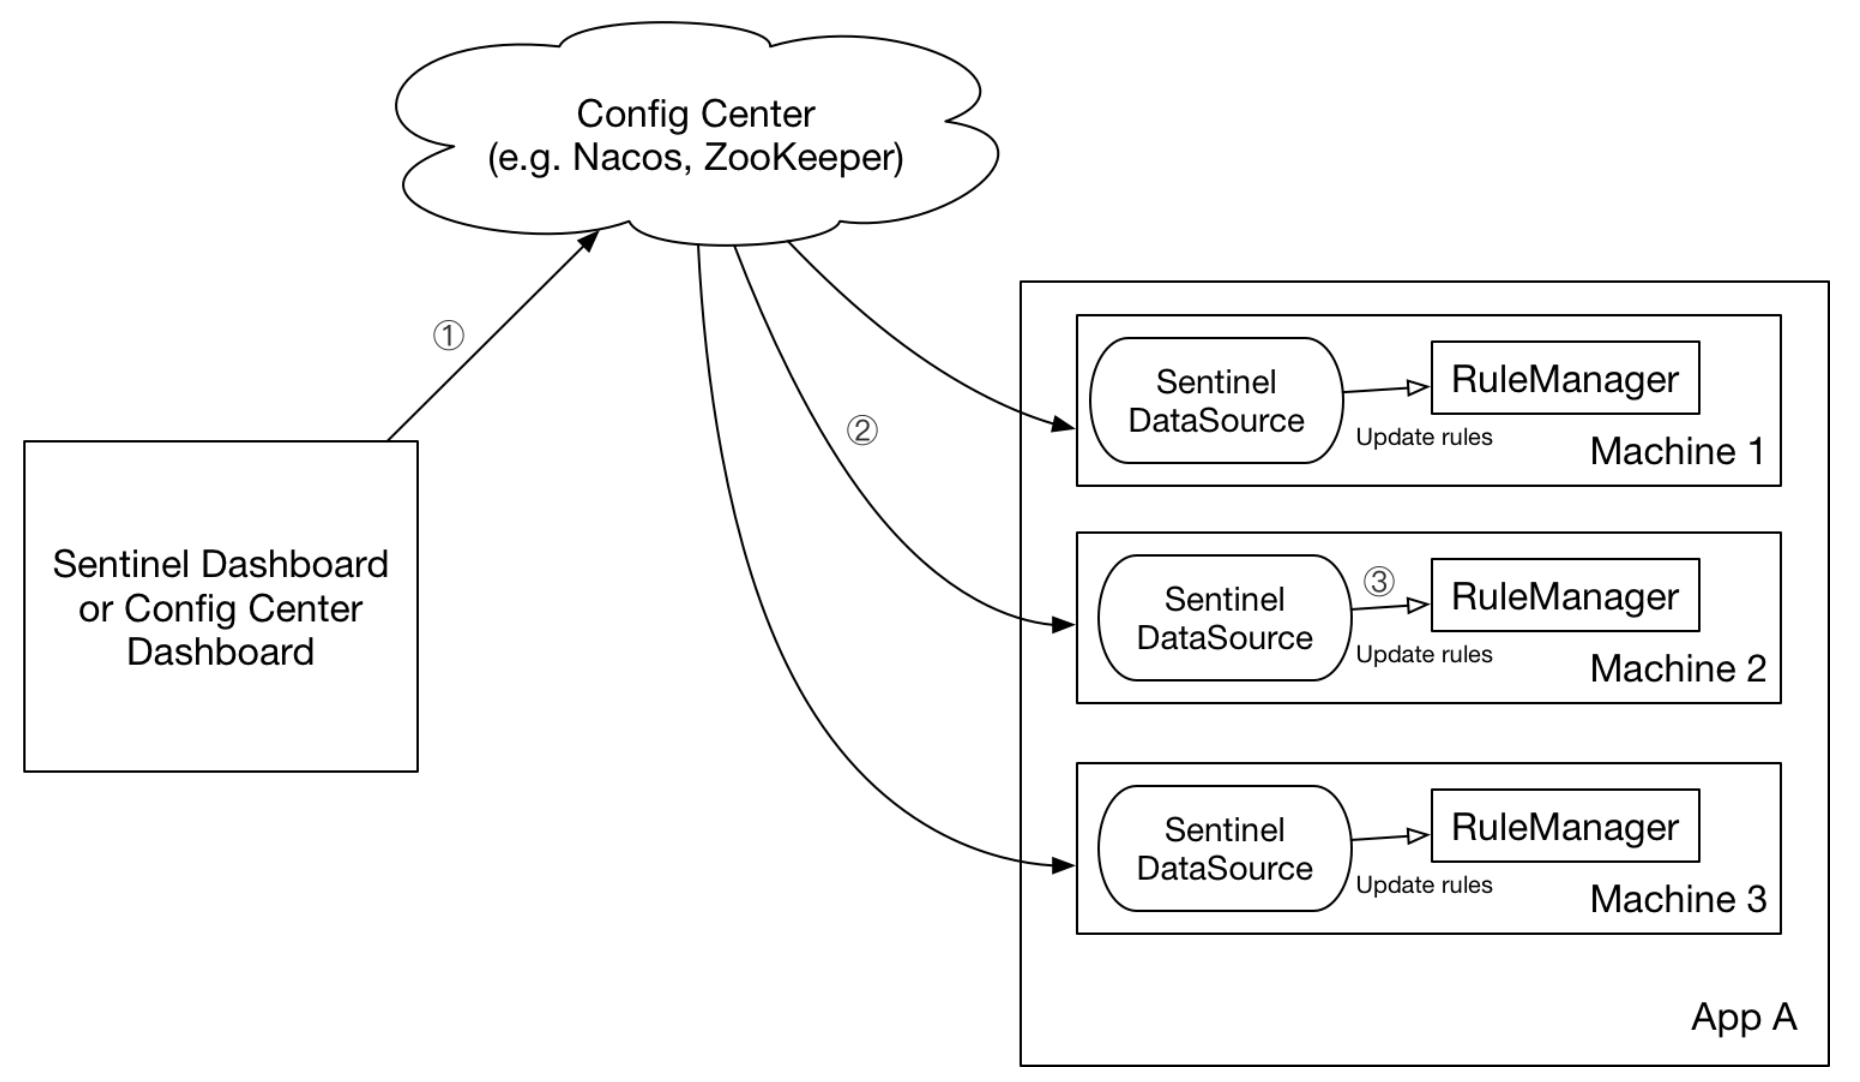 Config Center
(e.g. Nacos, ZooKeeper)
①
Sentinel Dashboard
or Config Center
Dashboard
②
Sentinel
DataSource
RuleManager
Update rules
Machine 1
Sentinel
DataSource
③
RuleManager
Update rules
Machine 2
Sentinel
DataSource
RuleManager
Update rules
Machine 3
App A